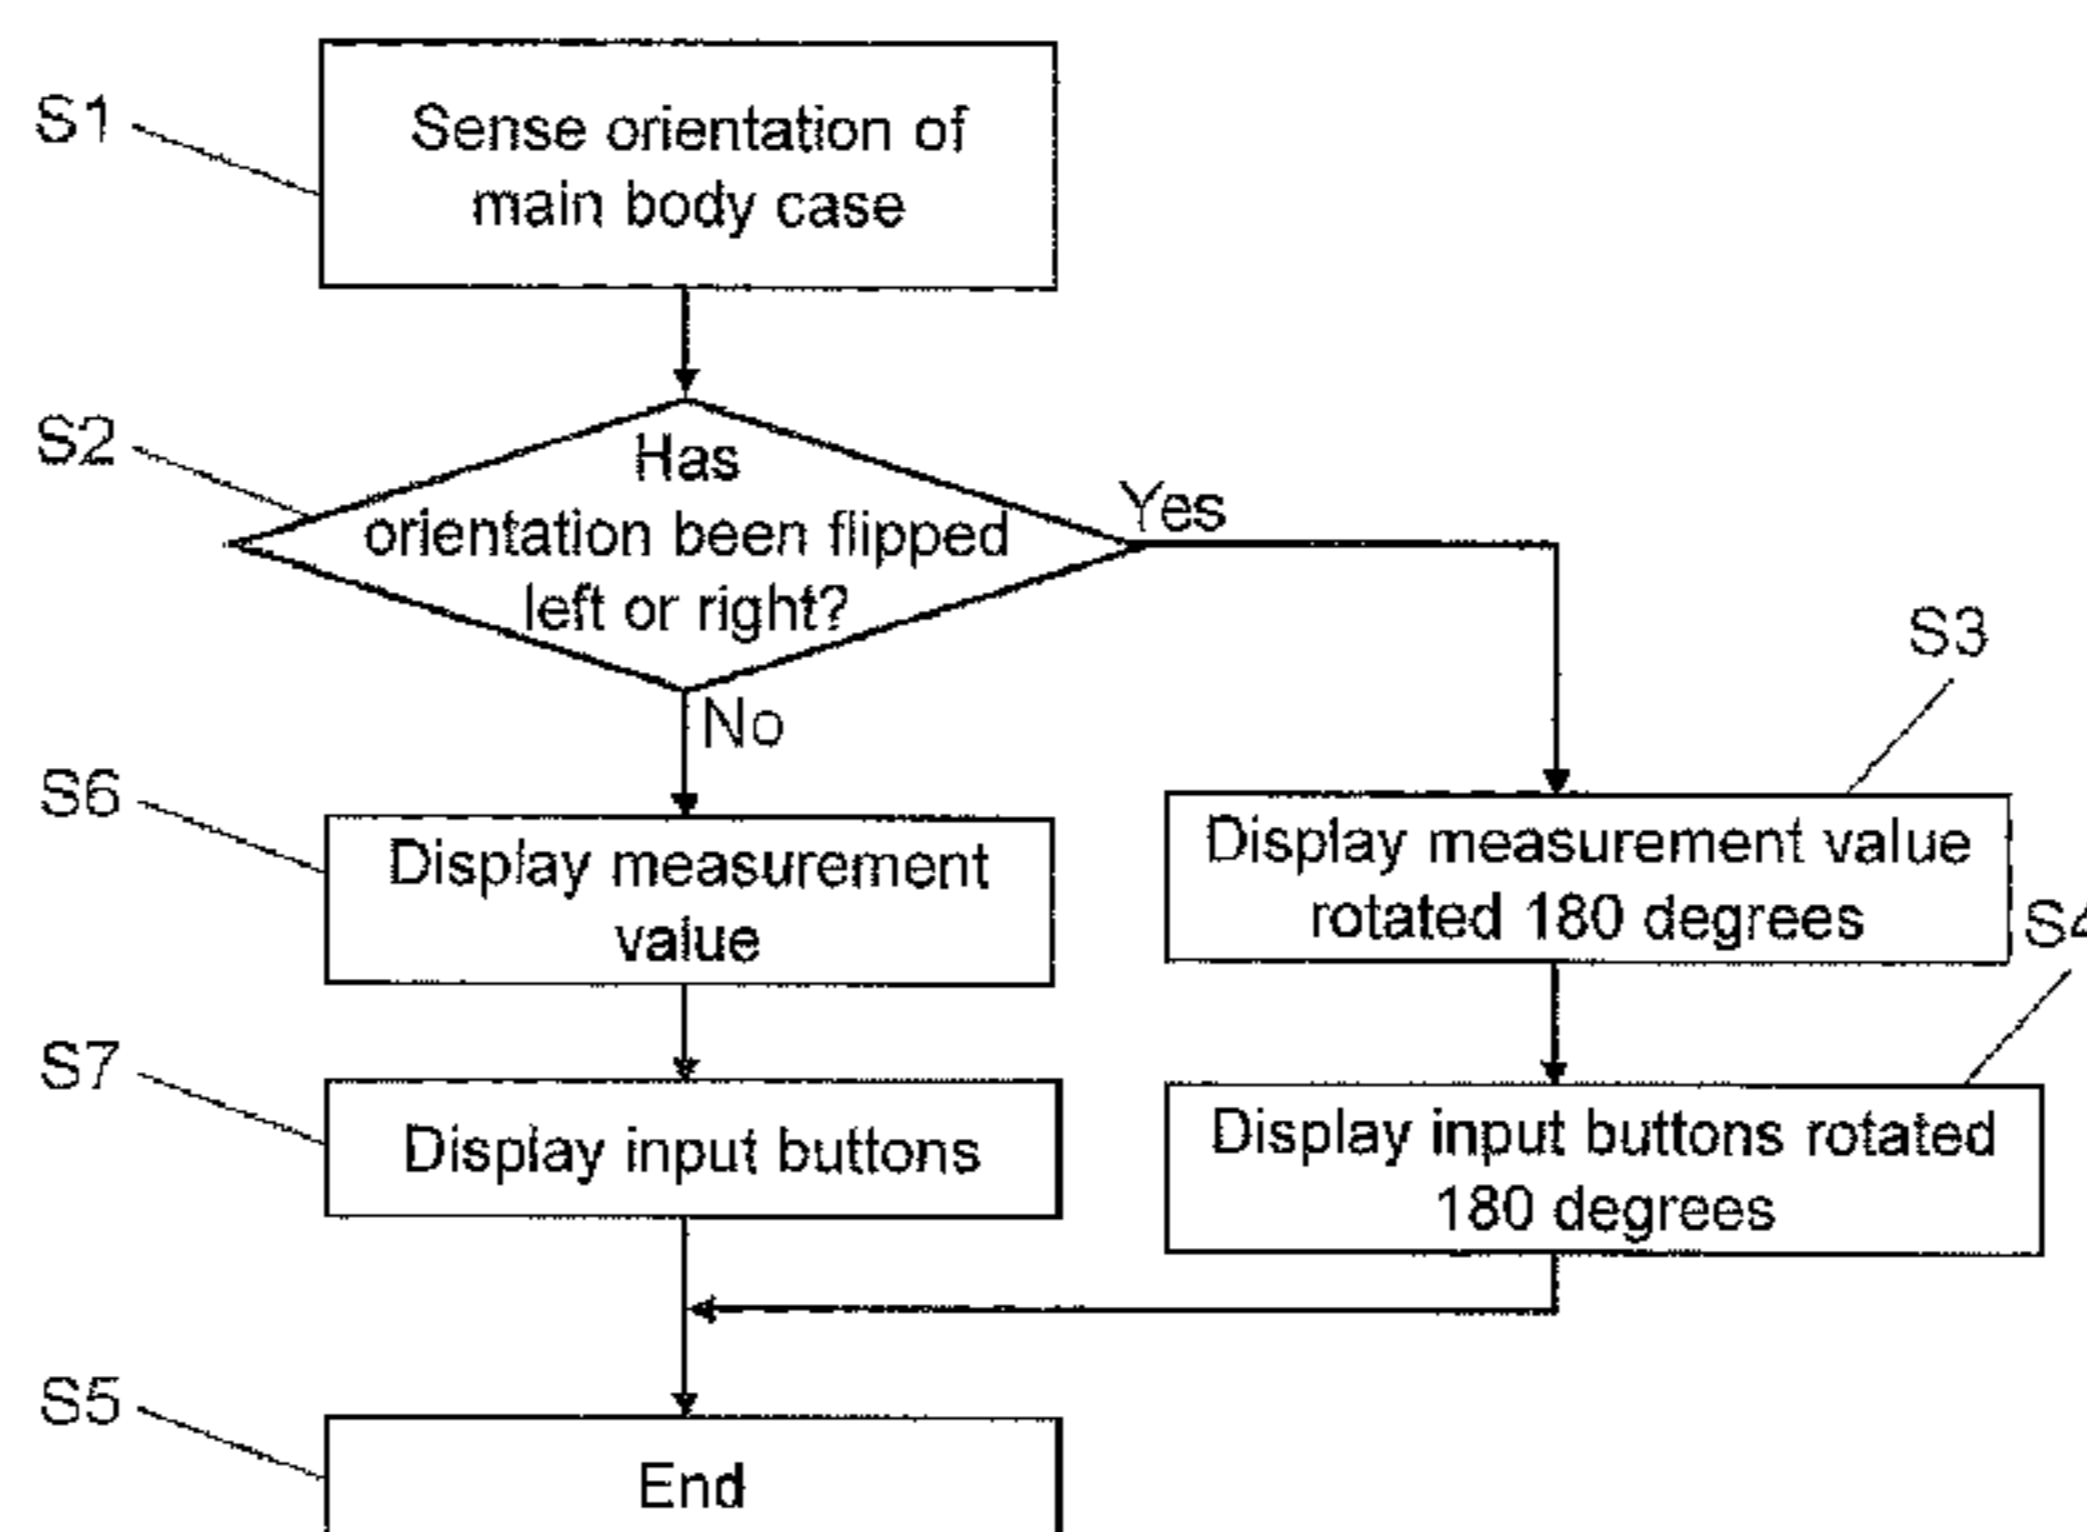 S1
Sense orientation of
main body case
S2
Has
orientation been flipped
left or right?
Yes
No
S3
S6
Display measurement
value
Display measurement value
rotated 180 degrees
S4
S7
Display input buttons
Display input buttons rotated
180 degrees
S5
End